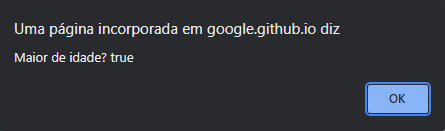 Uma página incorporada em google.github.io diz
Maior de idade? true
OK